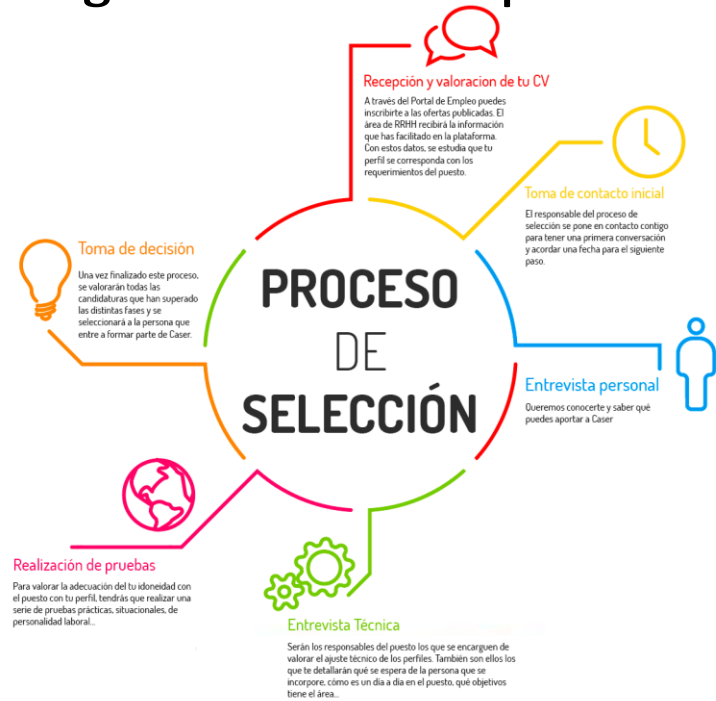 Recepción y valoracion de tu CV
A través del Portal de Empleo puedes
inscribirte a las ofertas publicadas. El
área de RRHH recibirá la información
que has facilitado en la plataforma.
Con estos datos, se estudia que tu
perfil se corresponda con los
requerimientos del puesto.
Toma de contacto inicial
El responsable del proceso de
selección se pone en contacto contigo
para tener una primera conversación
y acordar una fecha para el siguiente
paso.
Entrevista personal
Queremos conocerte y saber qué
puedes aportar a Caser
Entrevista Técnica
Serán los responsables del puesto los que se encarguen de
valorar el ajuste técnico de los perfiles. También son ellos los
que te detallarán qué se espera de la persona que se
incorpore, cómo es un día a día en el puesto, qué objetivos
tiene el área...
Realización de pruebas
Para valorar la adecuación del tu idoneidad con
el puesto con tu perfil, tendrás que realizar una
serie de pruebas prácticas, situacionales, de
personalidad laboral...
Toma de decisión
Una vez finalizado este proceso,
se valorarán todas las
candidaturas que han superado
las distintas fases y se
seleccionará a la persona que
entre a formar parte de Caser.
PROCESO
DE
SELECCIÓN